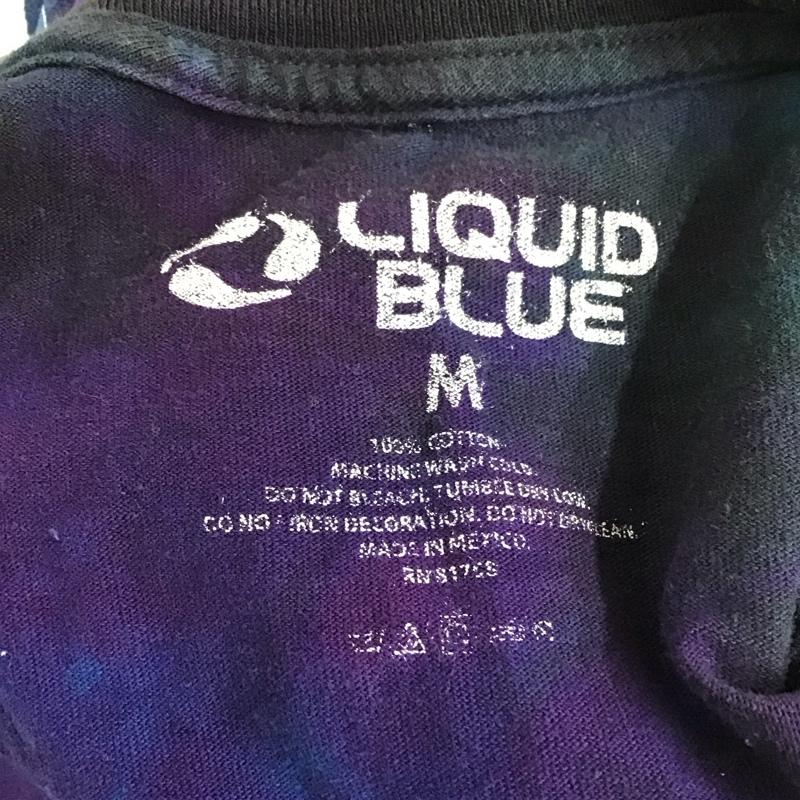 LIQUID
BLUE
M
100% COTTON.
MACHINE WASH COLD.
DO NOT BLEACH. TUMBLE DRY LOW.
DO NOT IRON DECORATION. DO NOT DRYCLEAN.
MADE IN MEXICO.
RN